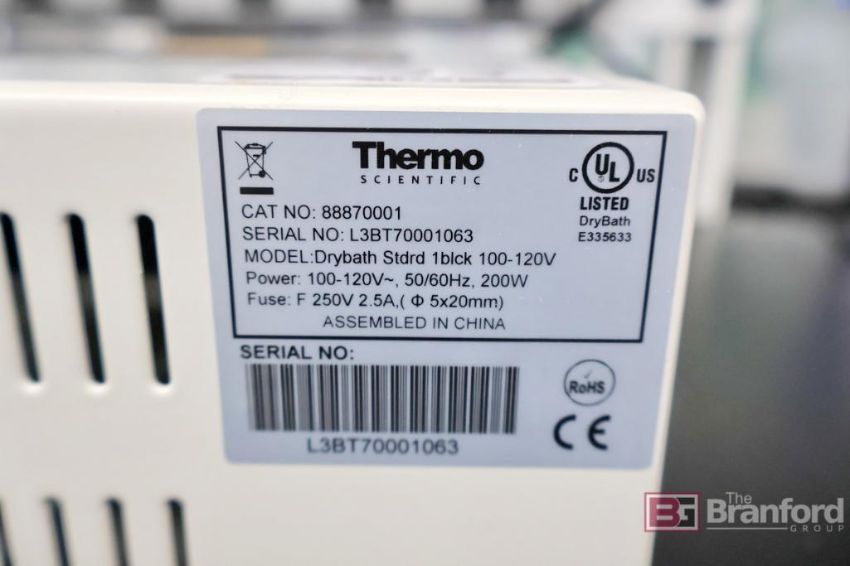 Thermo
SCIENTIFIC
C UL US
LISTED
DryBath
E335633
CAT NO: 88870001
SERIAL NO: L3BT70001063
MODEL:Drybath Stdrd 1blck 100-120V
Power: 100-120V~, 50/60Hz, 200W
Fuse: F 250V 2.5A,( Φ 5x20mm)
ASSEMBLED IN CHINA
SERIAL NO:
L3BT70001063
RoHS
CE
BG The
Branford
GROUP